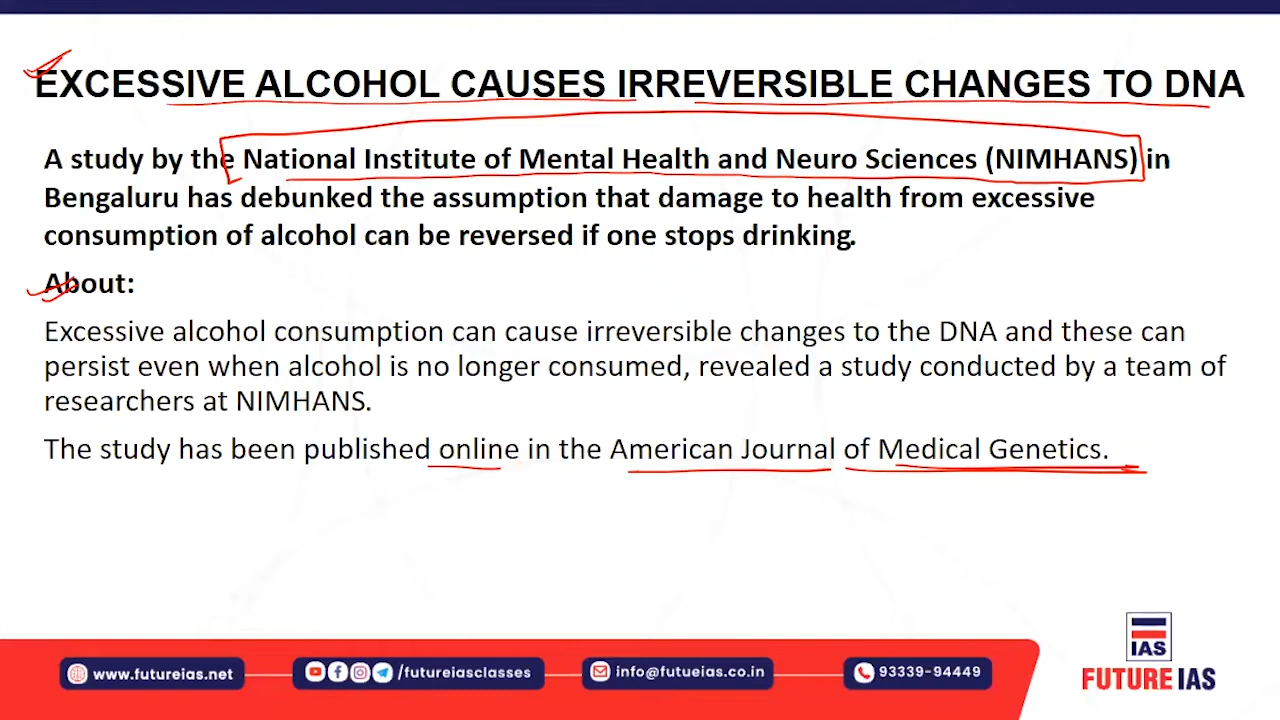 EXCESSIVE ALCOHOL CAUSES IRREVERSIBLE CHANGES TO DNA
A study by the National Institute of Mental Health and Neuro Sciences (NIMHANS) in
Bengaluru has debunked the assumption that damage to health from excessive
consumption of alcohol can be reversed if one stops drinking.
About:
Excessive alcohol consumption can cause irreversible changes to the DNA and these can
persist even when alcohol is no longer consumed, revealed a study conducted by a team of
researchers at NIMHANS.
The study has been published online in the American Journal of Medical Genetics.
www.futureias.net
/futureiasclasses
info@futueias.co.in
93339-94449
IAS
FUTURE IAS